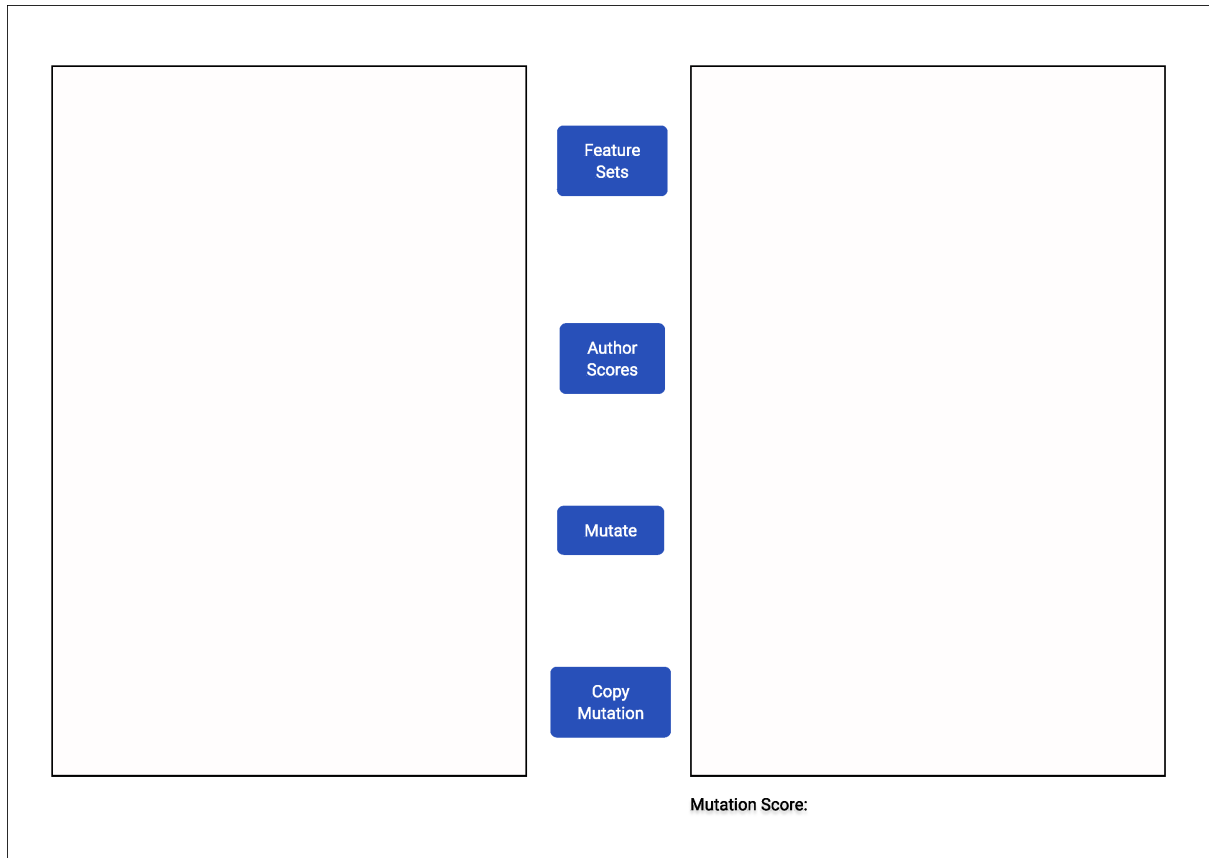 Feature
Sets
Author
Scores
Mutate
Copy
Mutation
Mutation Score: